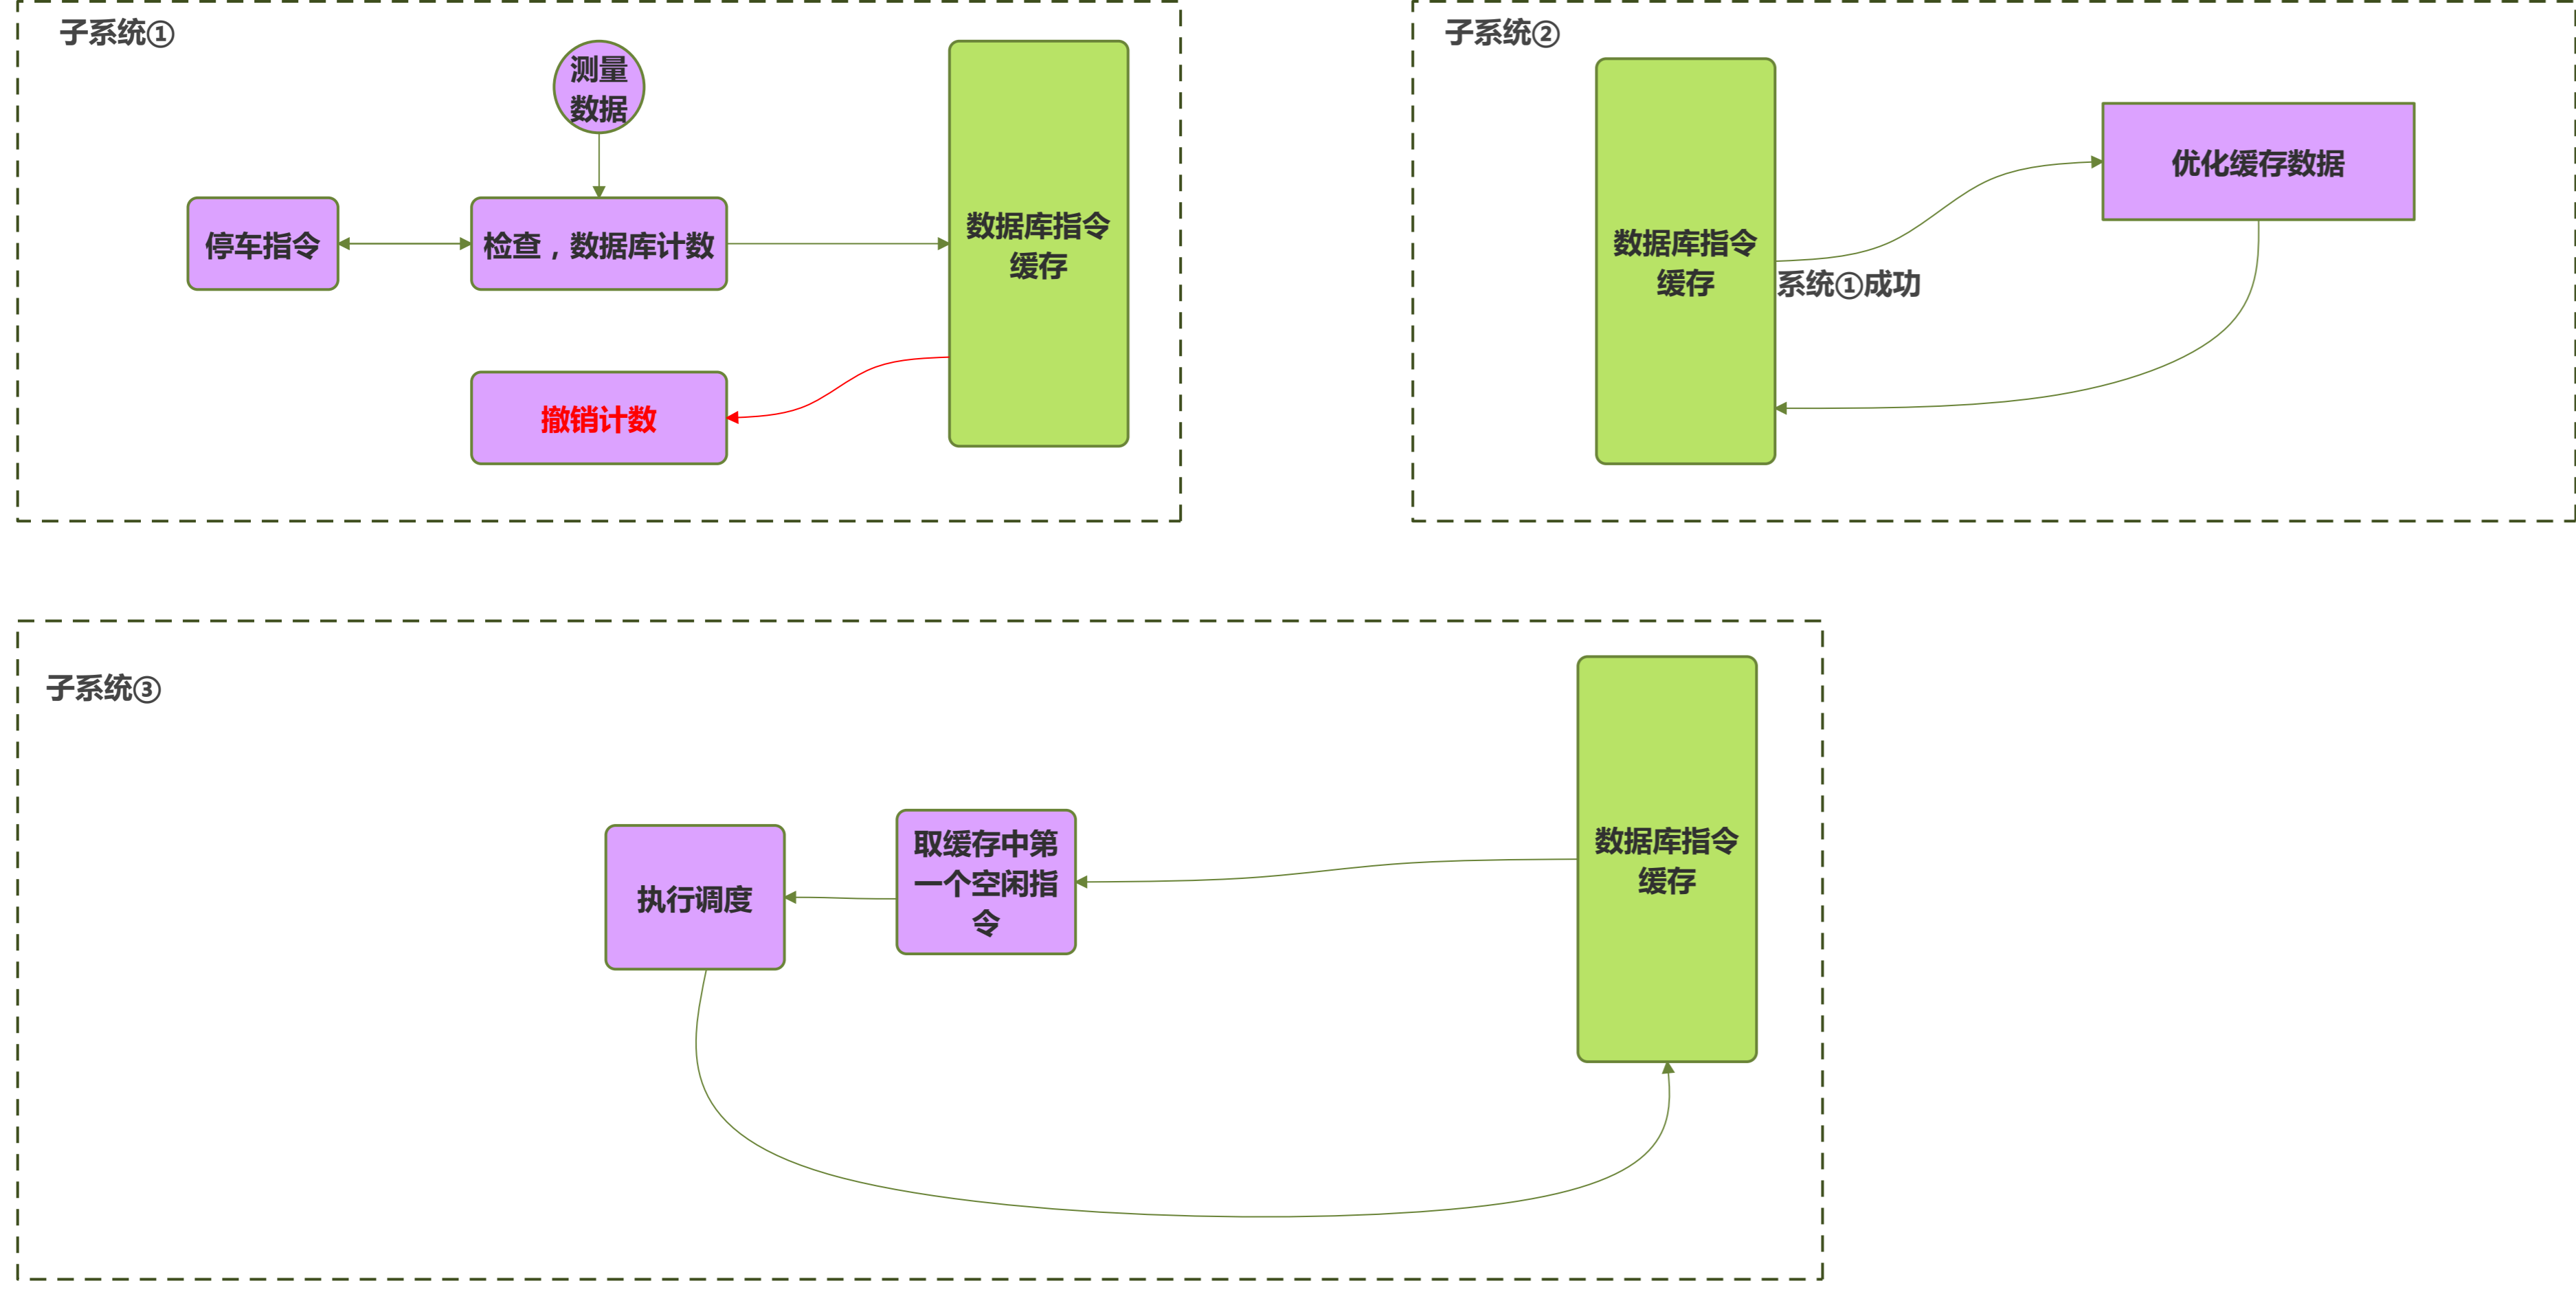 子系统①
测量
数据
停车指令
检查，数据库计数
数据库指令
缓存
撤销计数
子系统②
数据库指令
缓存
系统①成功
优化缓存数据
子系统③
执行调度
取缓存中第
一个空闲指
令
数据库指令
缓存